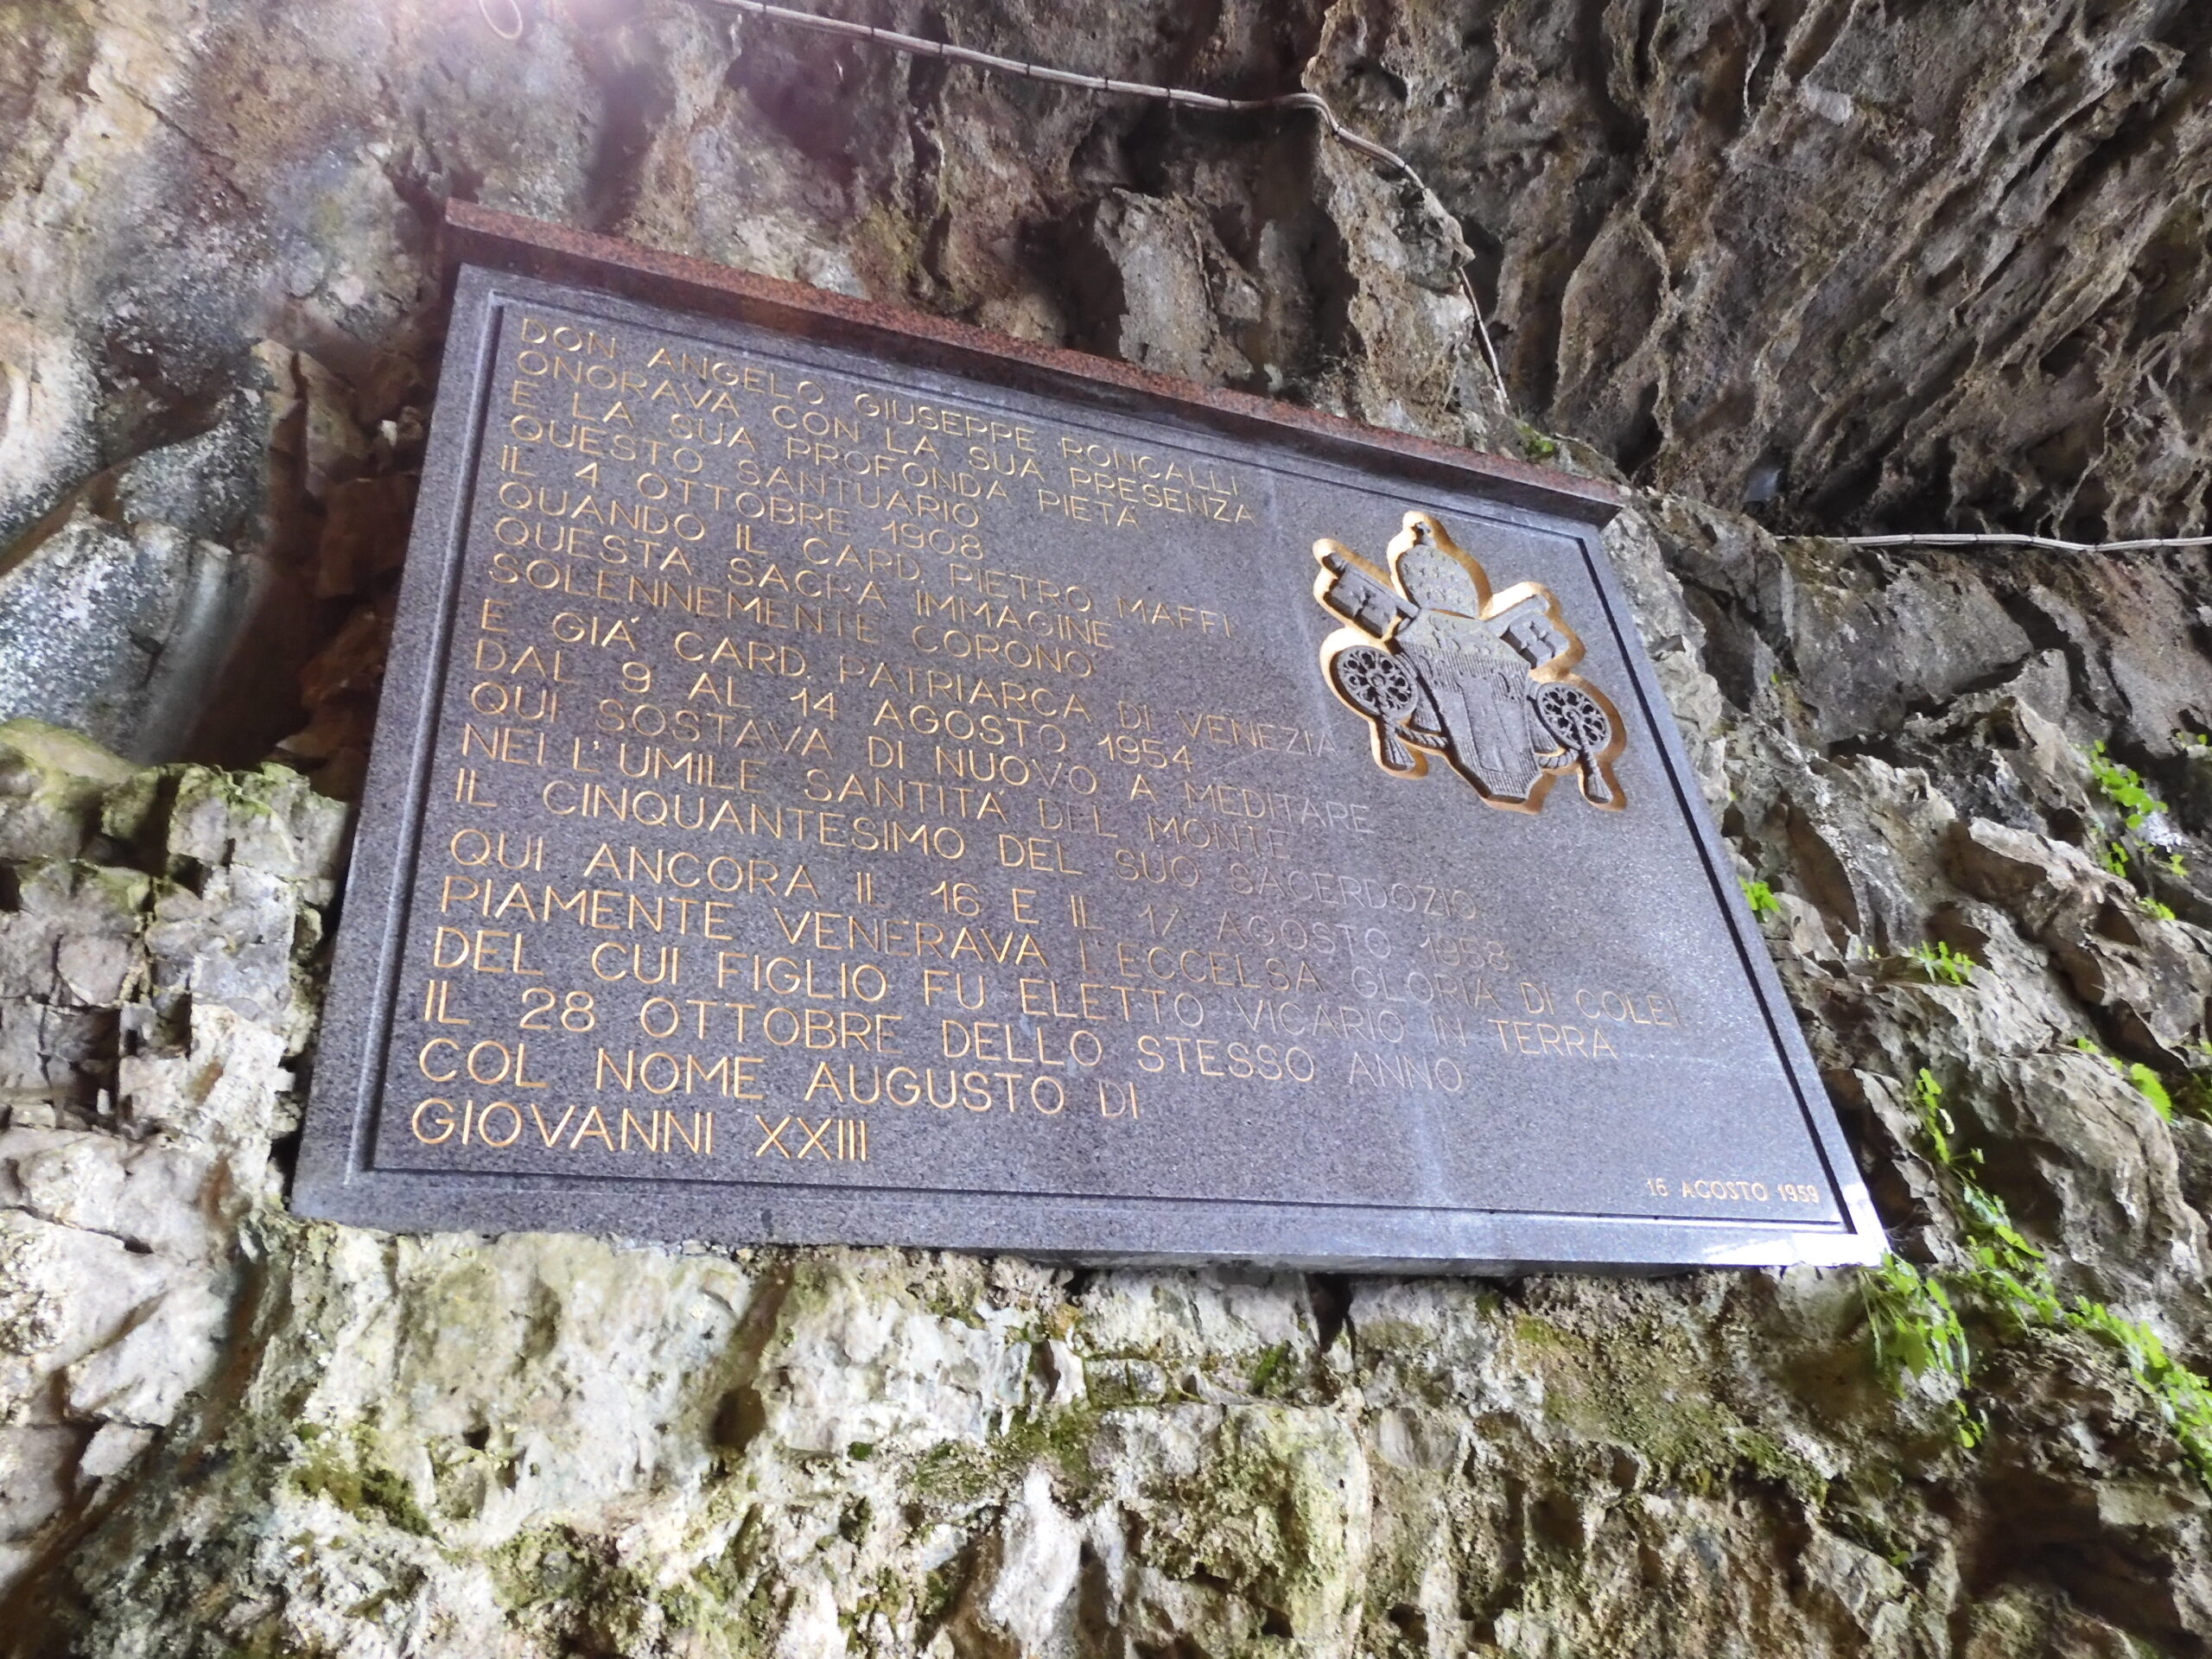 DON ANGELO GIUSEPPE RONCALLI
ONORAVA CON LA SUA PRESENZA
E LA SUA PROFONDA PIETA'
QUESTO SANTUARIO
IL 4 OTTOBRE 1908
QUANDO IL CARD. PIETRO MAFFI
QUESTA SACRA IMMAGINE
SOLENNEMENTE CORONO'
E GIA' CARD. PATRIARCA DI VENEZIA
DAL 9 AL 14 AGOSTO 1954
QUI SOSTAVA DI NUOVO A MEDITARE
NELL'UMILE SANTITA' DEL MONTE
IL CINQUANTESIMO DEL SUO SACERDOZIO
QUI ANCORA IL 16 E IL 17 AGOSTO 1958
PIAMENTE VENERAVA L'ECCELSA GLORIA DI COLEI
DEL CUI FIGLIO FU ELETTO VICARIO IN TERRA
IL 28 OTTOBRE DELLO STESSO ANNO
COL NOME AUGUSTO DI
GIOVANNI XXIII
16 AGOSTO 1959